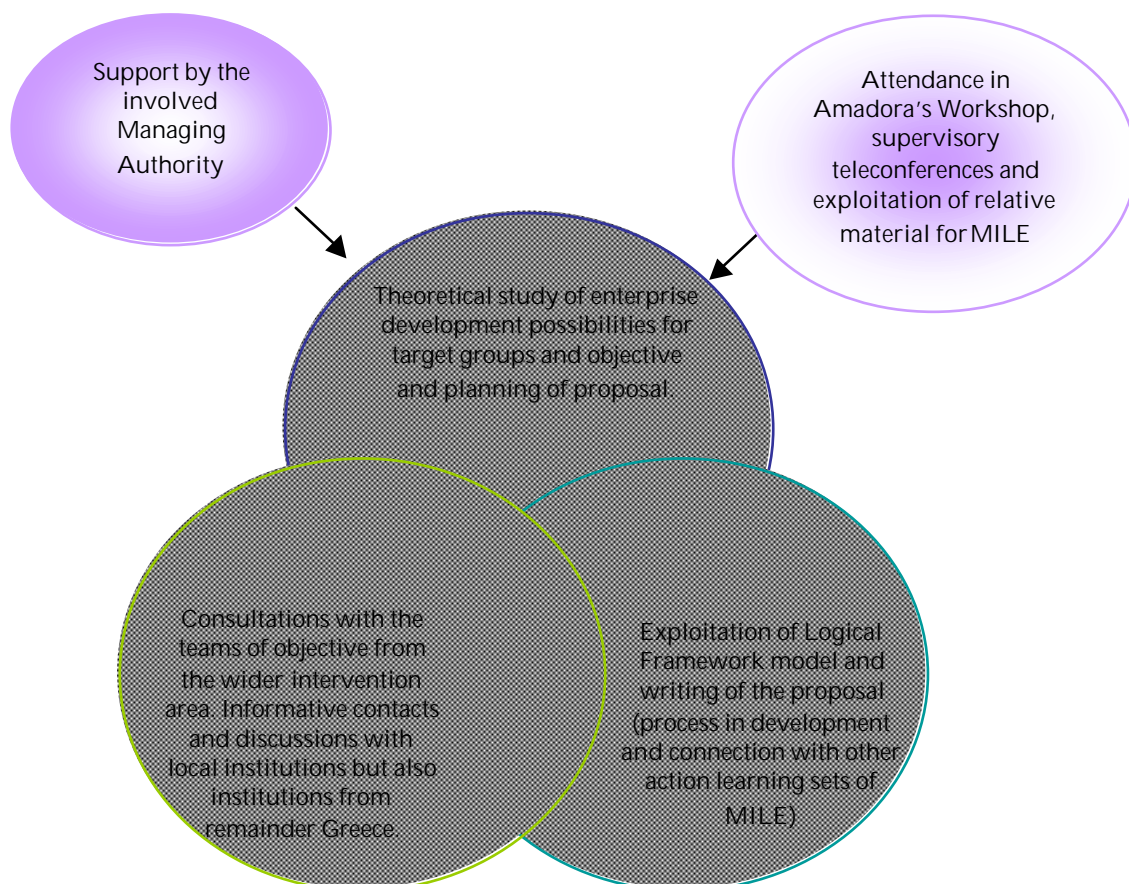 Support by the
involved
Managing
Authority
Attendance in
Amadora's Workshop,
supervisory
teleconferences and
exploitation of relative
material for MILE
Theoretical study of enterprise
development possibilities for
target groups and objective
and planning of proposal.
Consultations with the
teams of objective from
the wider intervention
area. Informative contacts
and discussions with
local institutions but also
institutions from
remainder Greece.
Exploitation of Logical
Framework model and
writing of the proposal
(process in development
and connection with other
action learning sets of
MILE)